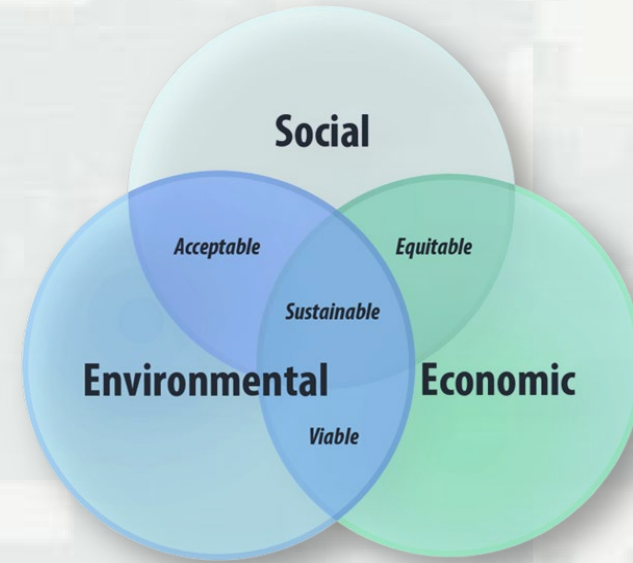 Social
Acceptable
Equitable
Sustainable
Environmental
Economic
Viable